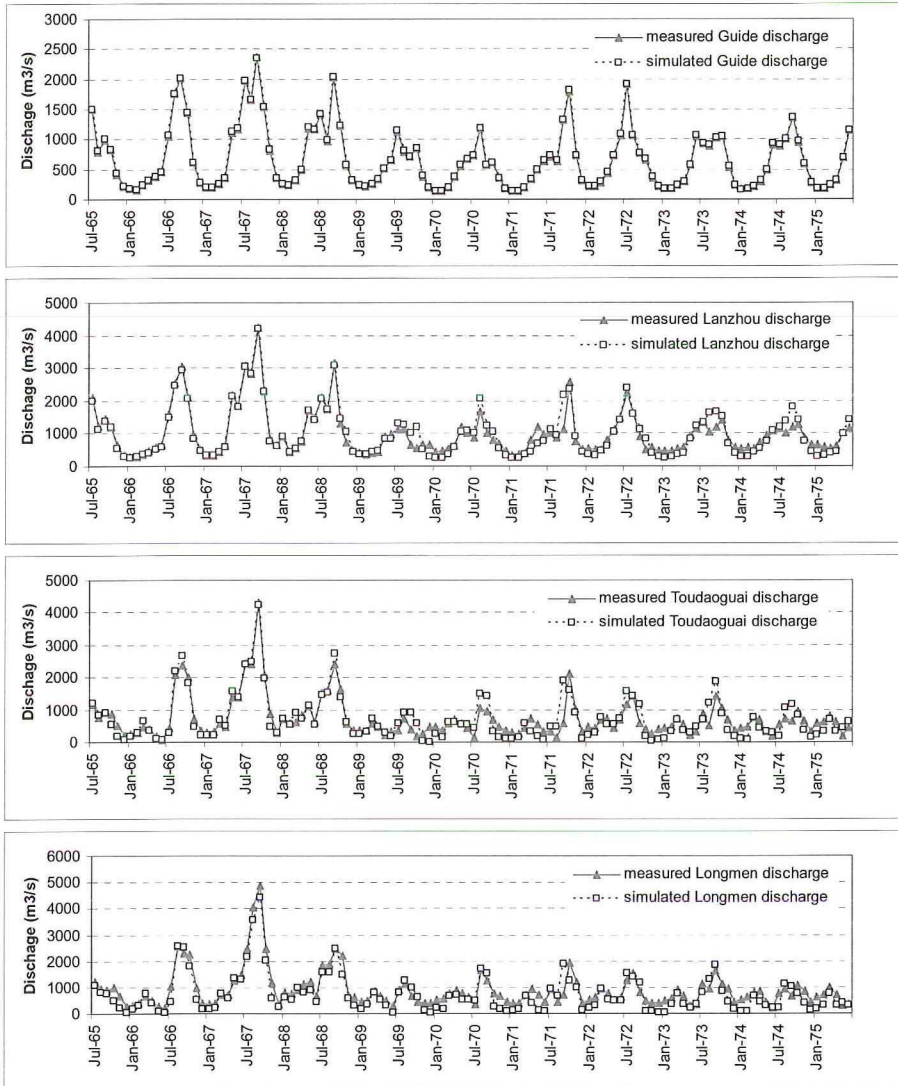 Dischage (m3/s)
3000
2500
2000
1500
1000
500
0
measured Guide discharge
simulated Guide discharge
Jul-65
Jan-66
Jul-66
Jan-67
Jul-67
Jan-68
Jul-68
Jan-69
Jul-69
Jan-70
Jul-70
Jan-71
Jul-71
Jan-72
Jul-72
Jan-73
Jul-73
Jan-74
Jul-74
Jan-75
Dischage (m3/s)
5000
4000
3000
2000
1000
0
measured Lanzhou discharge
simulated Lanzhou discharge
Jul-65
Jan-66
Jul-66
Jan-67
Jul-67
Jan-68
Jul-68
Jan-69
Jul-69
Jan-70
Jul-70
Jan-71
Jul-71
Jan-72
Jul-72
Jan-73
Jul-73
Jan-74
Jul-74
Jan-75
Dischage (m3/s)
5000
4000
3000
2000
1000
0
measured Toudaoguai discharge
simulated Toudaoguai discharge
Jul-65
Jan-66
Jul-66
Jan-67
Jul-67
Jan-68
Jul-68
Jan-69
Jul-69
Jan-70
Jul-70
Jan-71
Jul-71
Jan-72
Jul-72
Jan-73
Jul-73
Jan-74
Jul-74
Jan-75
Dischage (m3/s)
6000
5000
4000
3000
2000
1000
0
measured Longmen discharge
simulated Longmen discharge
Jul-65
Jan-66
Jul-66
Jan-67
Jul-67
Jan-68
Jul-68
Jan-69
Jul-69
Jan-70
Jul-70
Jan-71
Jul-71
Jan-72
Jul-72
Jan-73
Jul-73
Jan-74
Jul-74
Jan-75